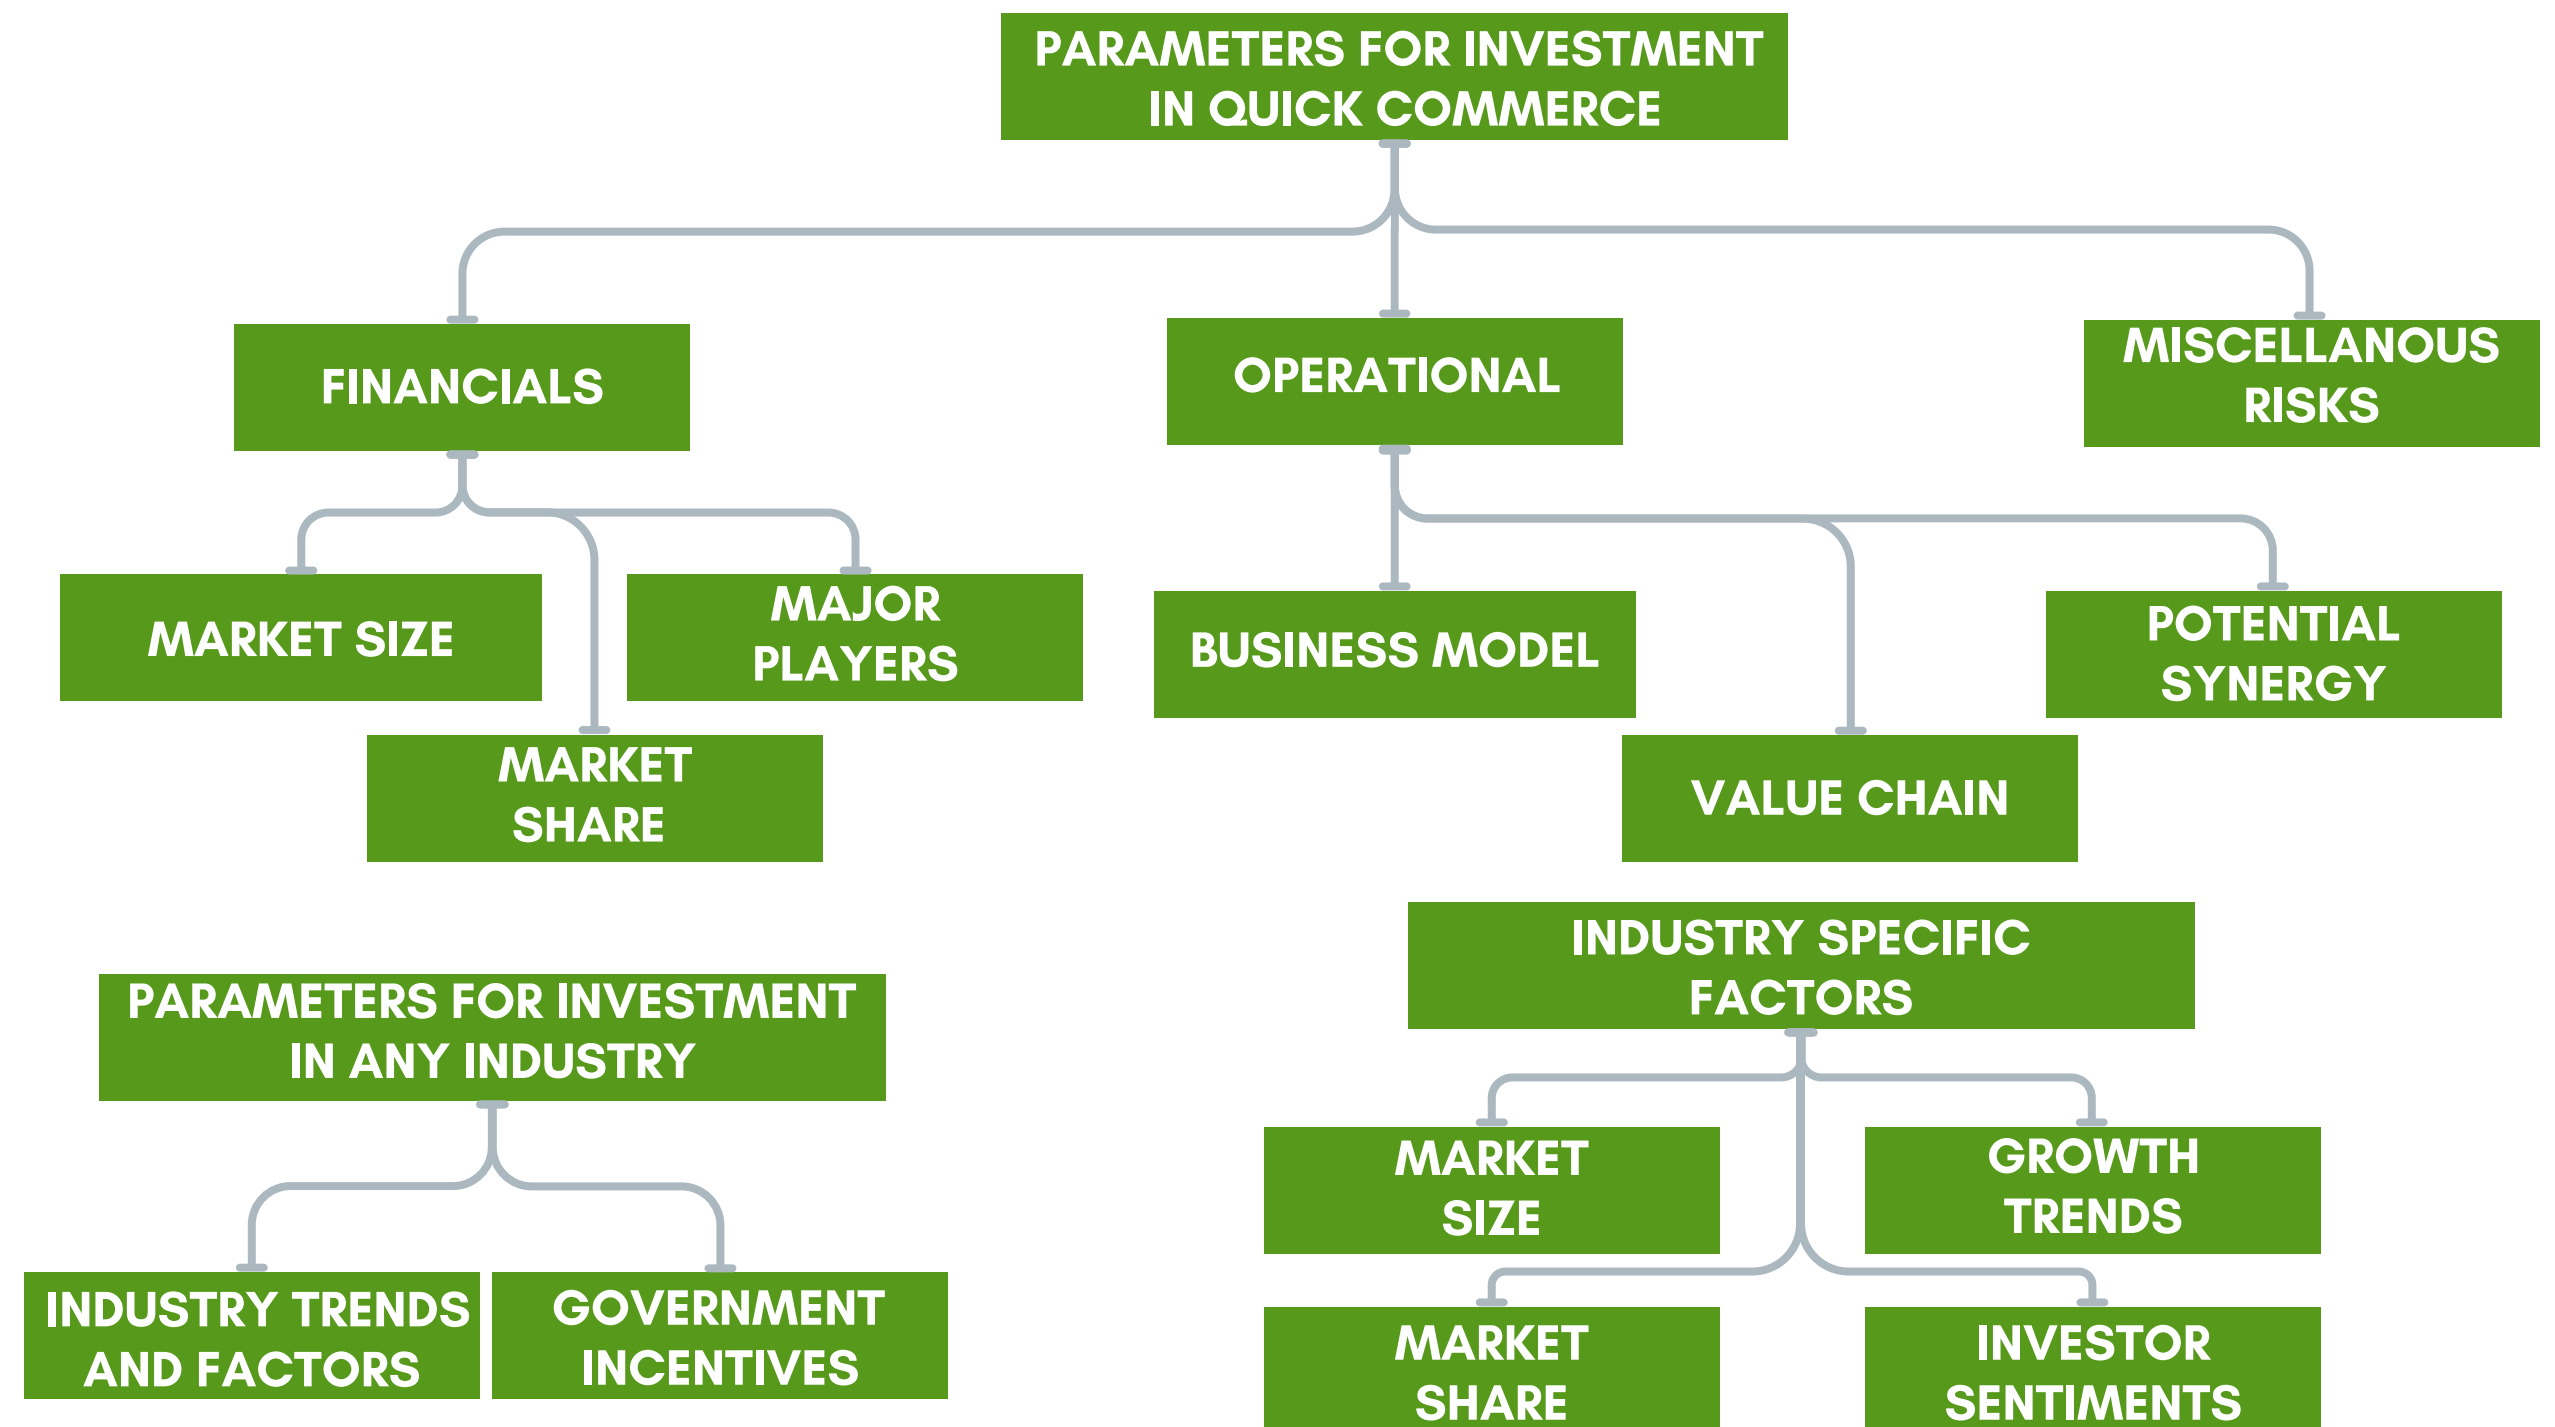 PARAMETERS FOR INVESTMENT
IN QUICK COMMERCE
FINANCIALS
OPERATIONAL
MISCELLANOUS
RISKS
MARKET SIZE
MAJOR
PLAYERS
MARKET
SHARE
BUSINESS MODEL
VALUE CHAIN
POTENTIAL
SYNERGY
PARAMETERS FOR INVESTMENT
IN ANY INDUSTRY
INDUSTRY TRENDS
AND FACTORS
GOVERNMENT
INCENTIVES
INDUSTRY SPECIFIC
FACTORS
MARKET
SIZE
GROWTH
TRENDS
MARKET
SHARE
INVESTOR
SENTIMENTS